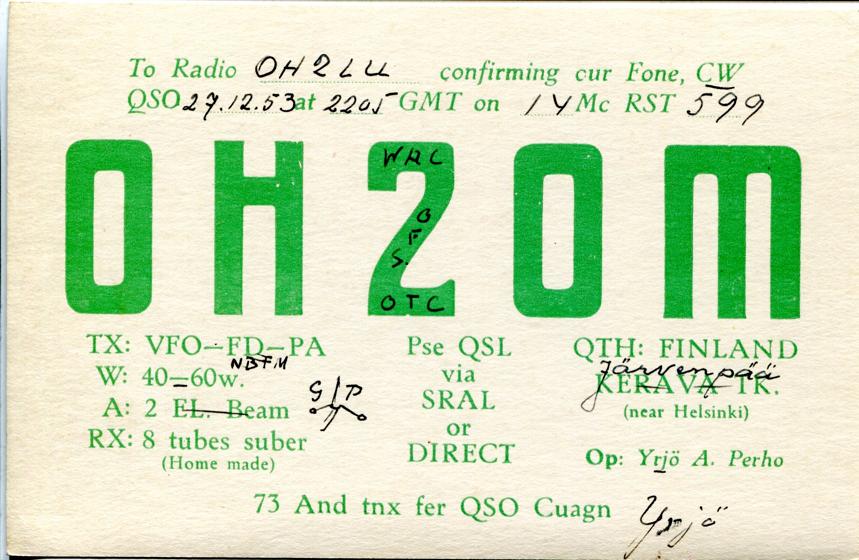 To Radio OH2LU confirming cur Fone, CW
QSO 27.12.53 at 2205 GMT on 14 Mc RST 599
OH2OM
WAC
O
F
S.
OTC
TX: VFO–FD–PA
NBFM
W: 40–60w.
A: 2 EL. Beam GP
RX: 8 tubes suber
(Home made)
Pse QSL
via
SRAL
or
DIRECT
QTH: FINLAND
Järvenpää
KERAVA TK.
(near Helsinki)
Op: Yrjö A. Perho
73 And tnx fer QSO Cuagn Yrjö